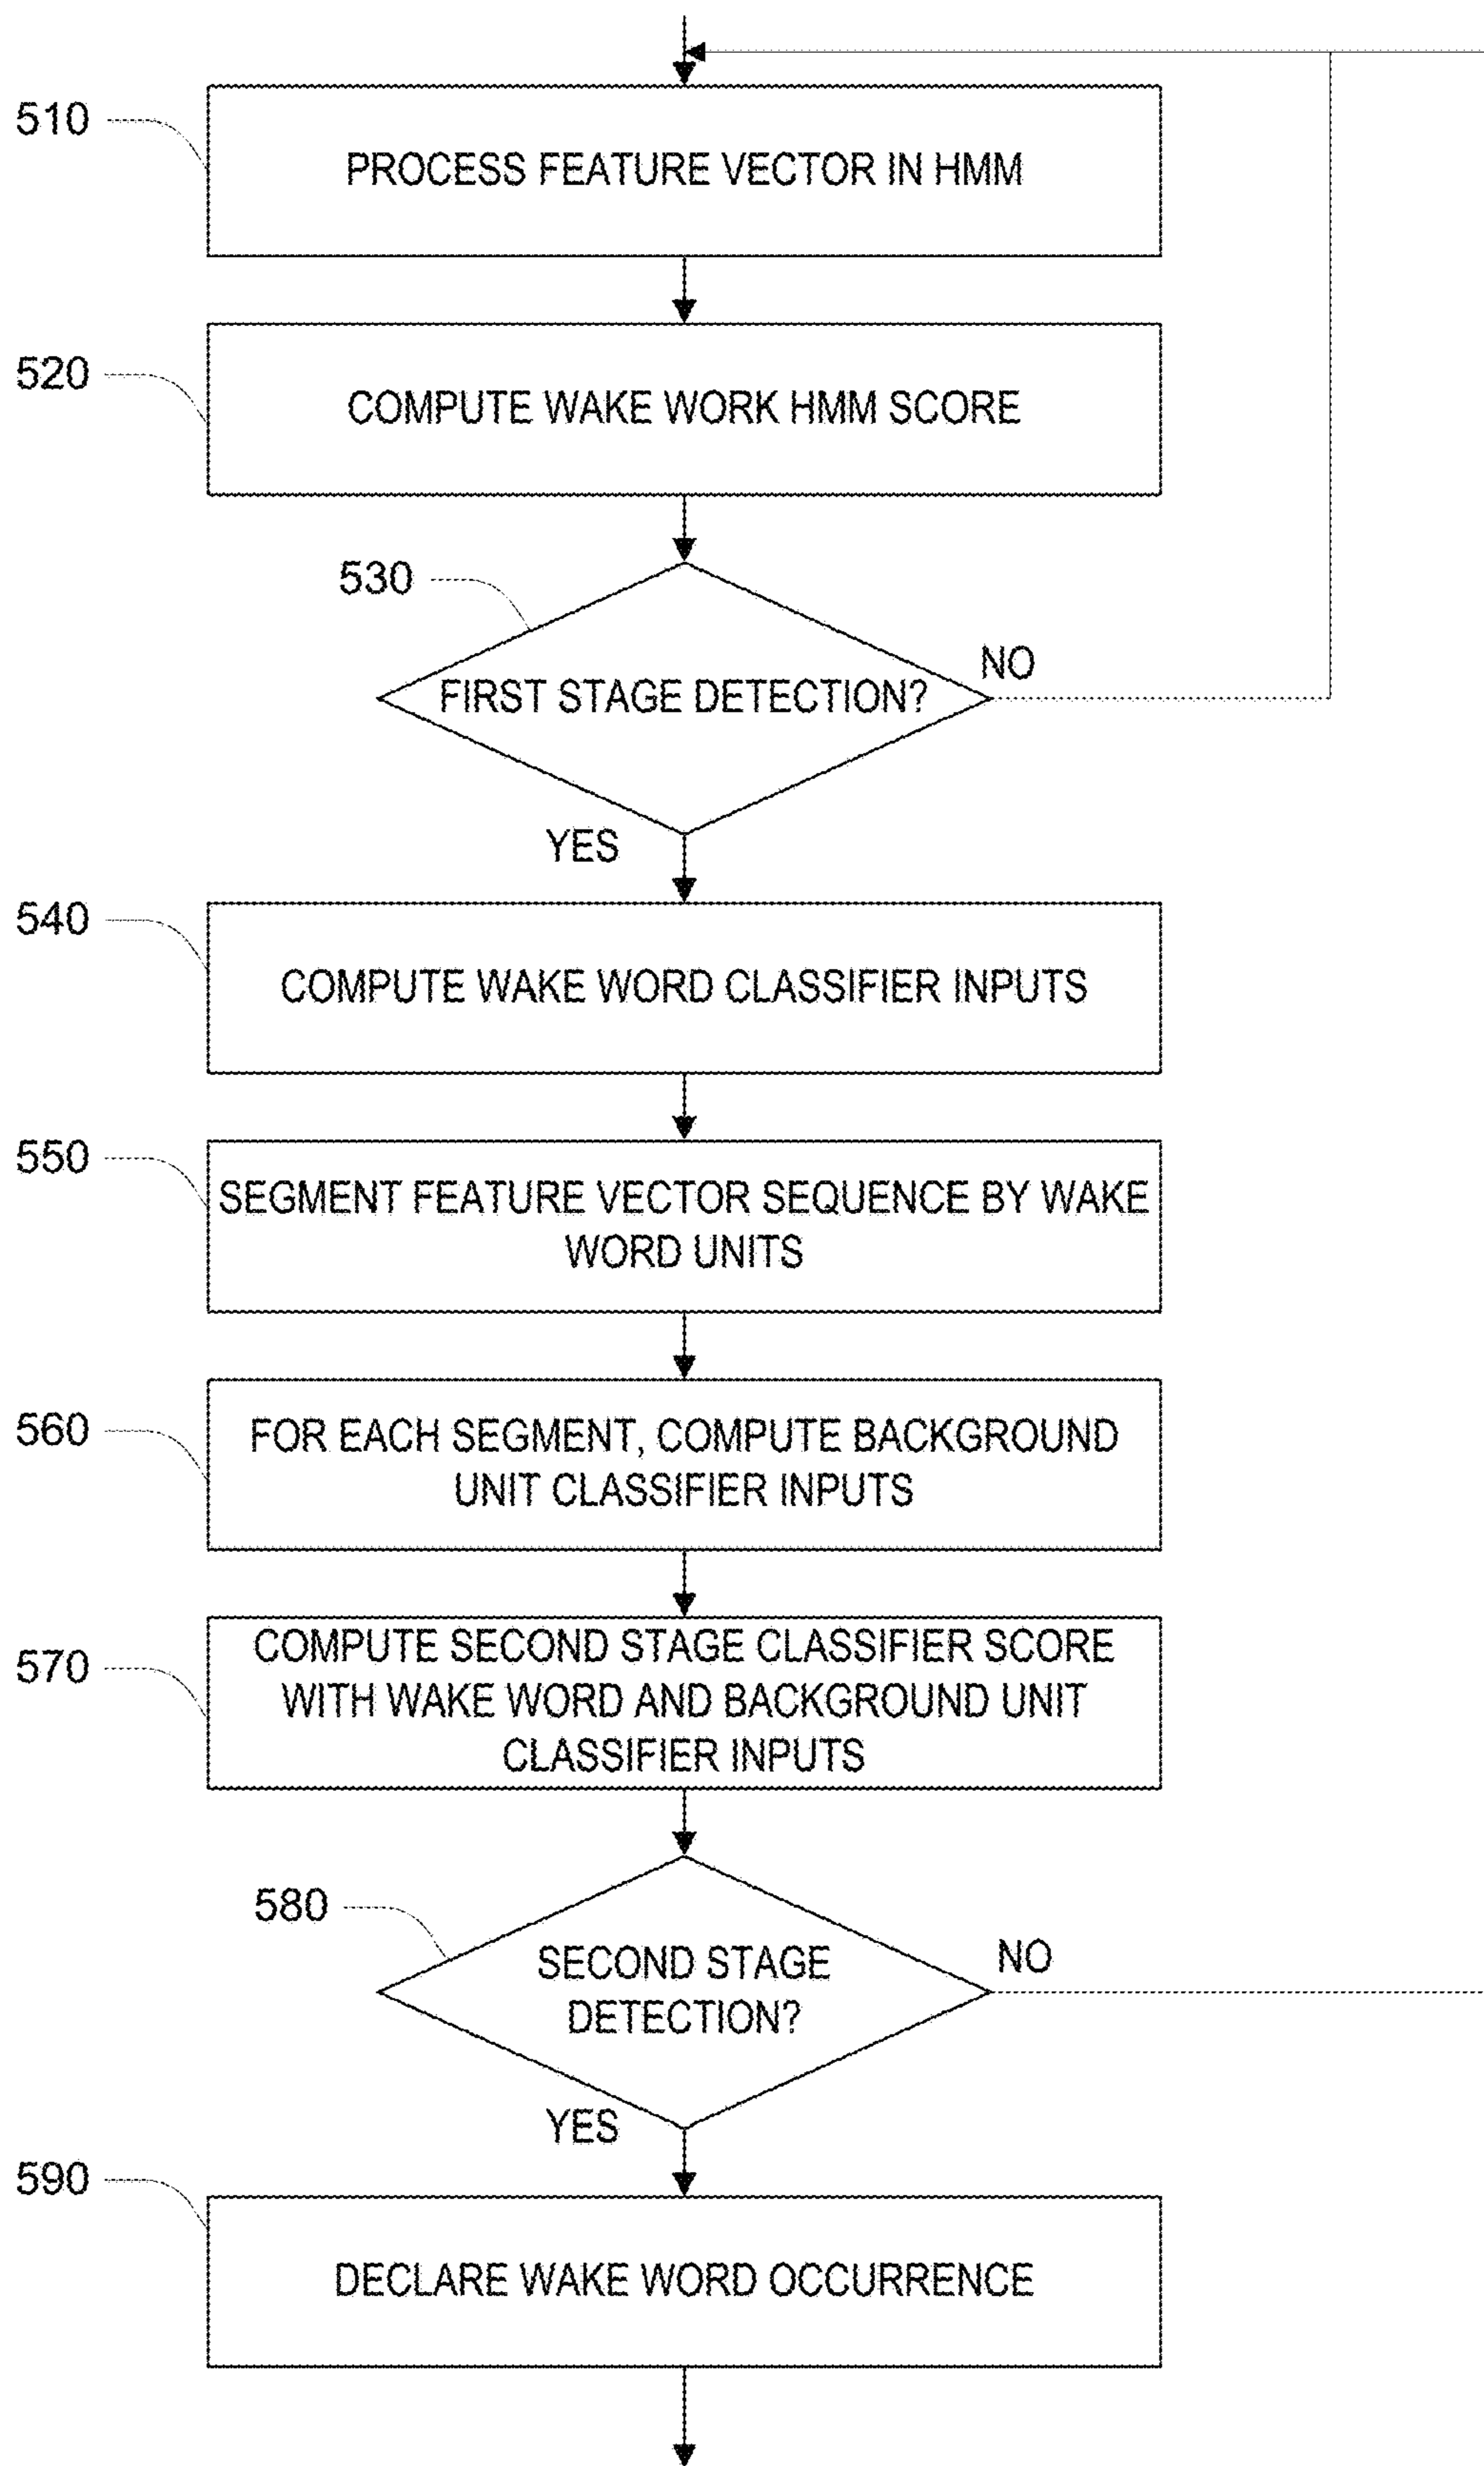 510
PROCESS FEATURE VECTOR IN HMM
520
COMPUTE WAKE WORK HMM SCORE
530
FIRST STAGE DETECTION?
NO
YES
540
COMPUTE WAKE WORD CLASSIFIER INPUTS
550
SEGMENT FEATURE VECTOR SEQUENCE BY WAKE
WORD UNITS
560
FOR EACH SEGMENT, COMPUTE BACKGROUND
UNIT CLASSIFIER INPUTS
570
COMPUTE SECOND STAGE CLASSIFIER SCORE
WITH WAKE WORD AND BACKGROUND UNIT
CLASSIFIER INPUTS
580
SECOND STAGE
DETECTION?
NO
YES
590
DECLARE WAKE WORD OCCURRENCE